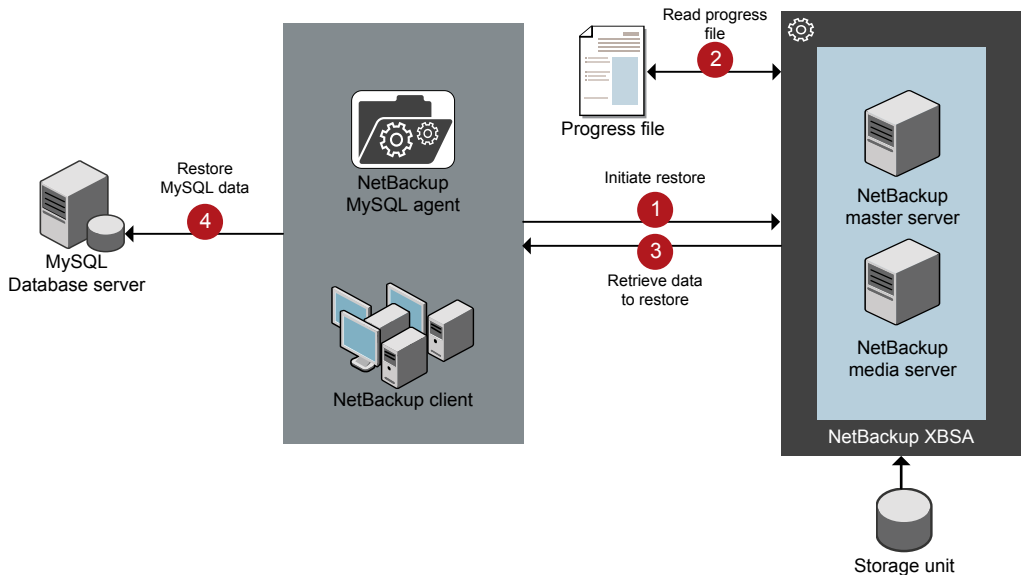 Read progress
file
2
Progress file
NetBackup
MySQL agent
Initiate restore
1
3
Retrieve data
to restore
Restore
MySQL data
4
MySQL
Database server
NetBackup client
NetBackup
master server
NetBackup
media server
NetBackup XBSA
Storage unit